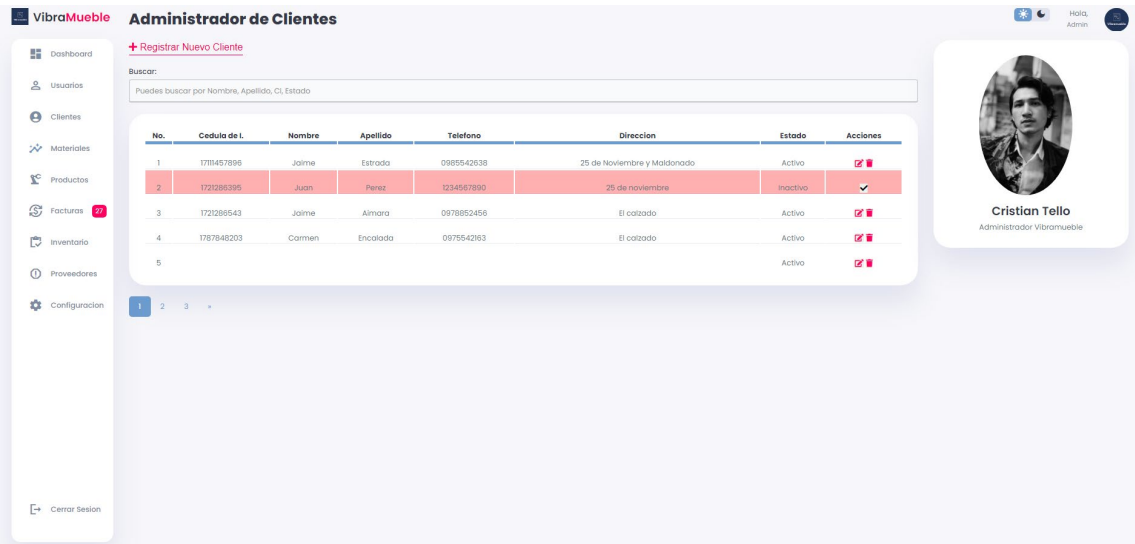 VibraMueble
Administrador de Clientes
Hola,
Admin
Dashboard
Usuarios
Clientes
Materiales
Productos
Facturas 27
Inventario
Proveedores
Configuracion
Cerrar Sesion
+ Registrar Nuevo Cliente
Buscar:
Puedes buscar por Nombre, Apellido, CI, Estado
No. Cedula de I. Nombre Apellido Telefono Direccion Estado Acciones
1 17111457896 Jaime Estrada 0985542638 25 de Noviembre y Maldonado Activo
2 1721286395 Juan Perez 1234567890 25 de noviembre Inactivo
3 1721286543 Jaime Aimara 0978852456 El calzado Activo
4 1787848203 Carmen Encalada 0975542163 El calzado Activo
5 Activo
1 2 3 »
Cristian Tello
Administrador Vibramueble